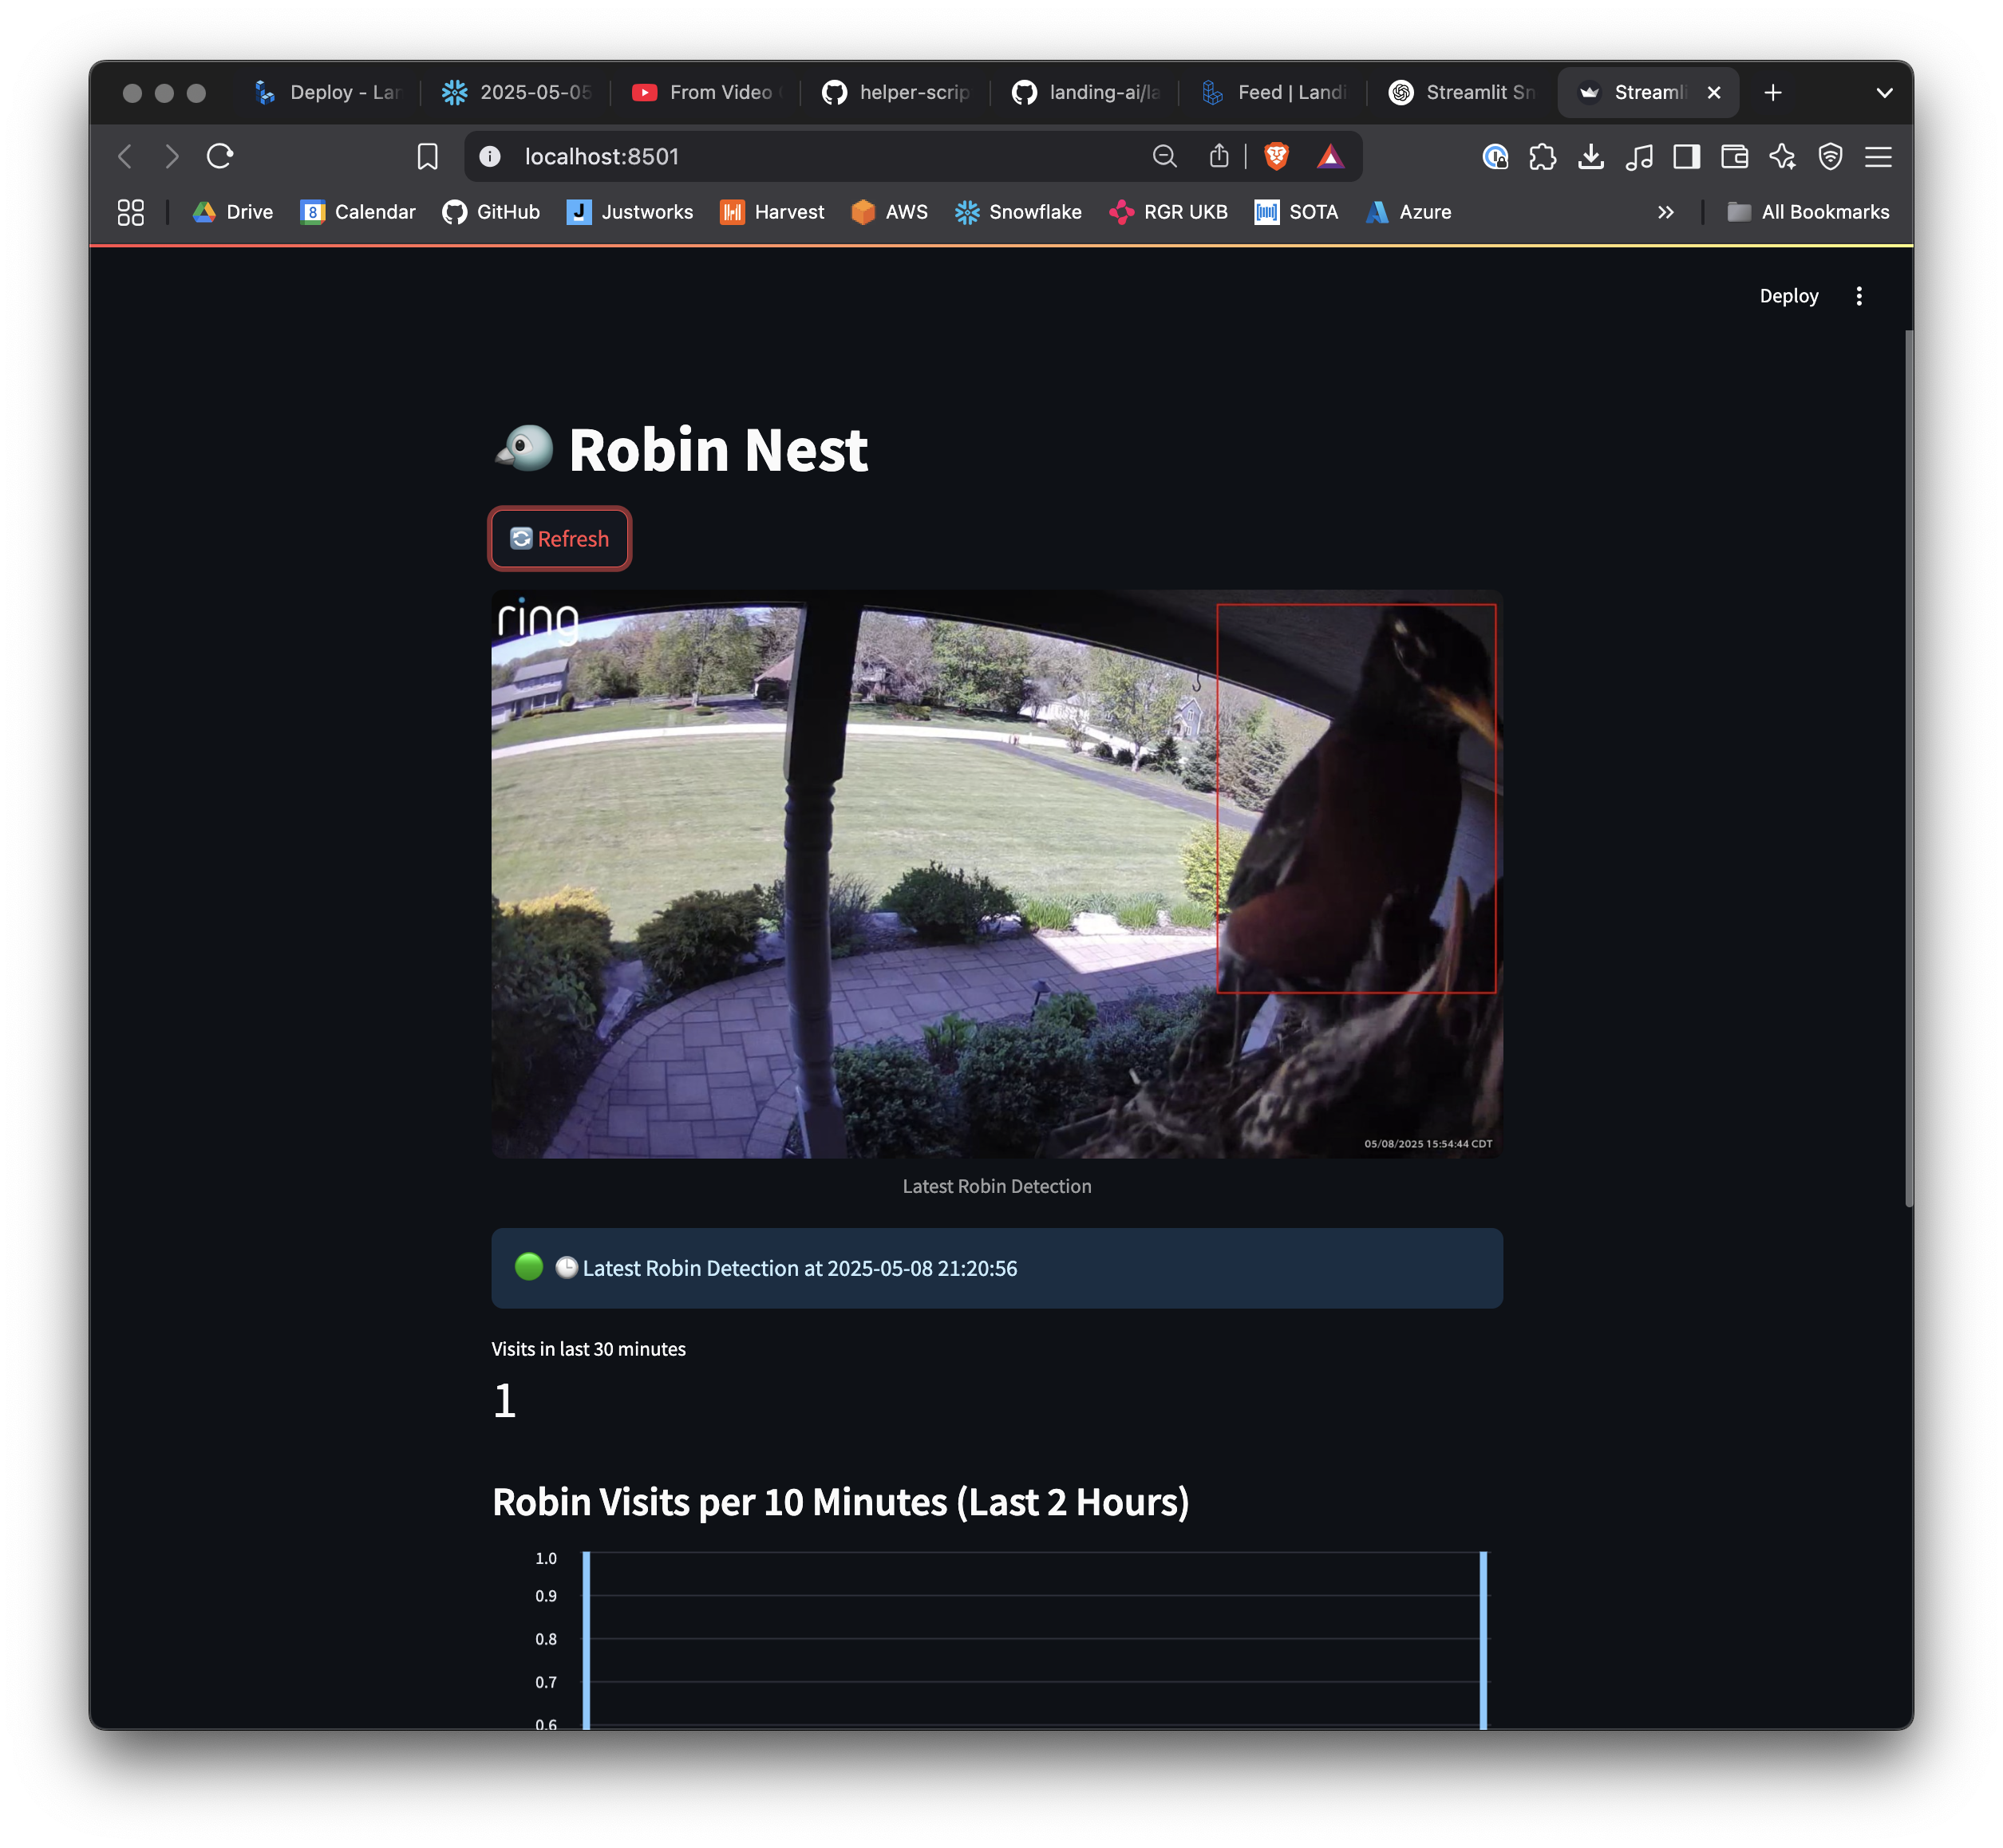 Deploy - Lan
2025-05-05
From Video
helper-scrip
landing-ai/la
Feed | Landi
Streamlit Sn
Streamli
localhost:8501
Drive
8
Calendar
GitHub
J
Justworks
Harvest
AWS
Snowflake
RGR UKB
SOTA
Azure
All Bookmarks
Deploy
Robin Nest
Refresh
ring
05/08/2025 15:54:44 CDT
Latest Robin Detection
Latest Robin Detection at 2025-05-08 21:20:56
Visits in last 30 minutes
1
Robin Visits per 10 Minutes (Last 2 Hours)
1.0
0.9
0.8
0.7
0.6